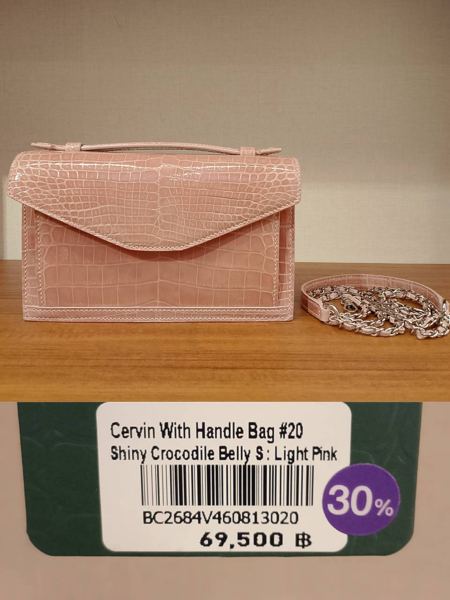 Cervin With Handle Bag #20
Shiny Crocodile Belly S : Light Pink
BC2684V460813020
30%
69,500 ฿